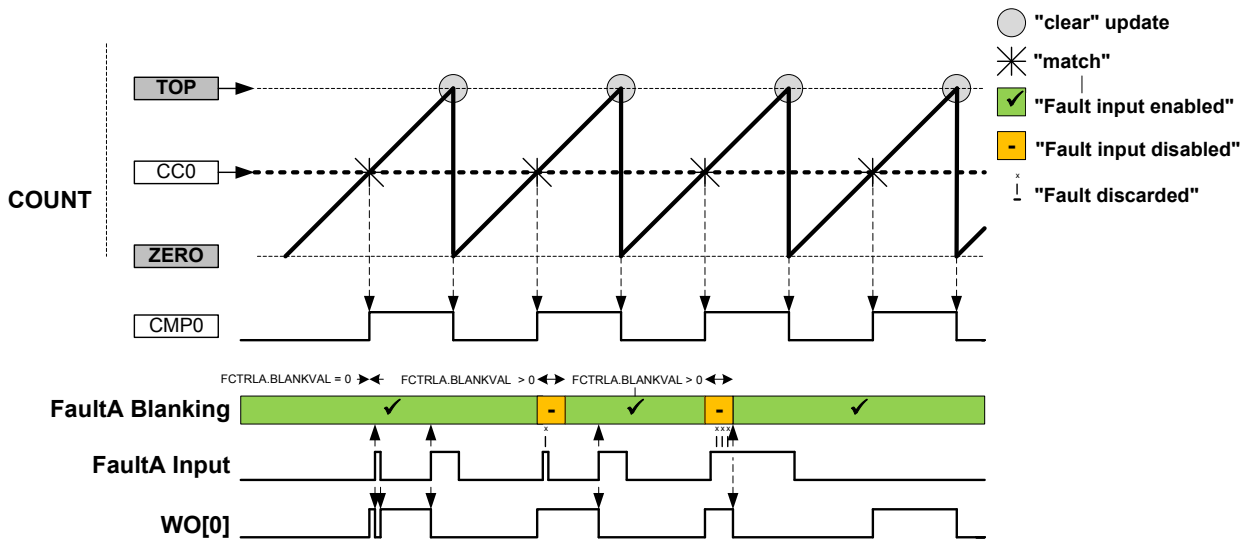 "clear" update
"match"
"Fault input enabled"
"Fault input disabled"
"Fault discarded"
TOP
CC0
COUNT
ZERO
CMP0
FCTRLA.BLANKVAL = 0
FCTRLA.BLANKVAL > 0
FCTRLA.BLANKVAL > 0
FaultA Blanking
- -
x
xxx
FaultA Input
WO[0]